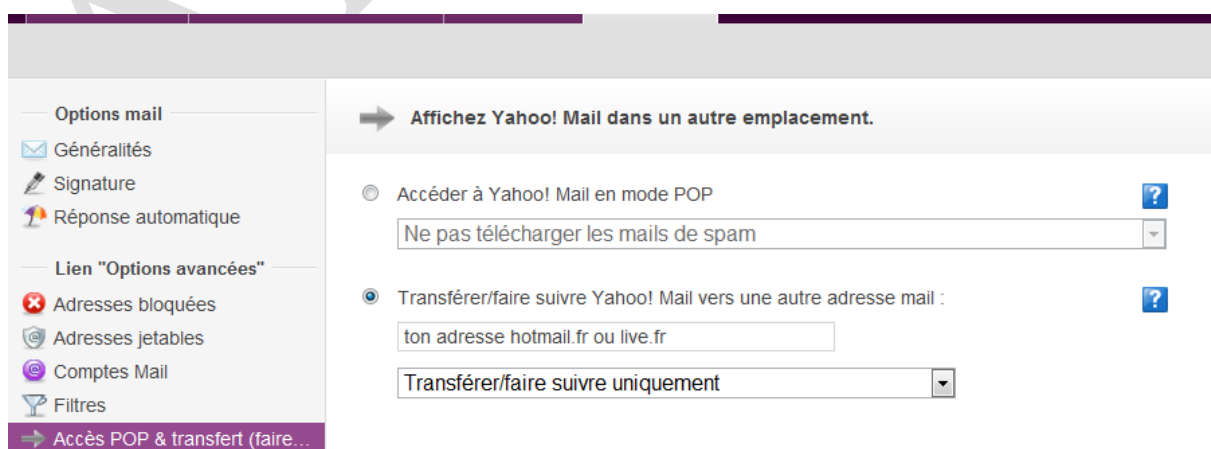 Options mail
Généralités
Signature
Réponse automatique
Lien "Options avancées"
Adresses bloquées
Adresses jetables
Comptes Mail
Filtres
Accès POP & transfert (faire...
Affichez Yahoo! Mail dans un autre emplacement.
Accéder à Yahoo! Mail en mode POP
?
Ne pas télécharger les mails de spam
Transférer/faire suivre Yahoo! Mail vers une autre adresse mail :
?
ton adresse hotmail.fr ou live.fr
Transférer/faire suivre uniquement